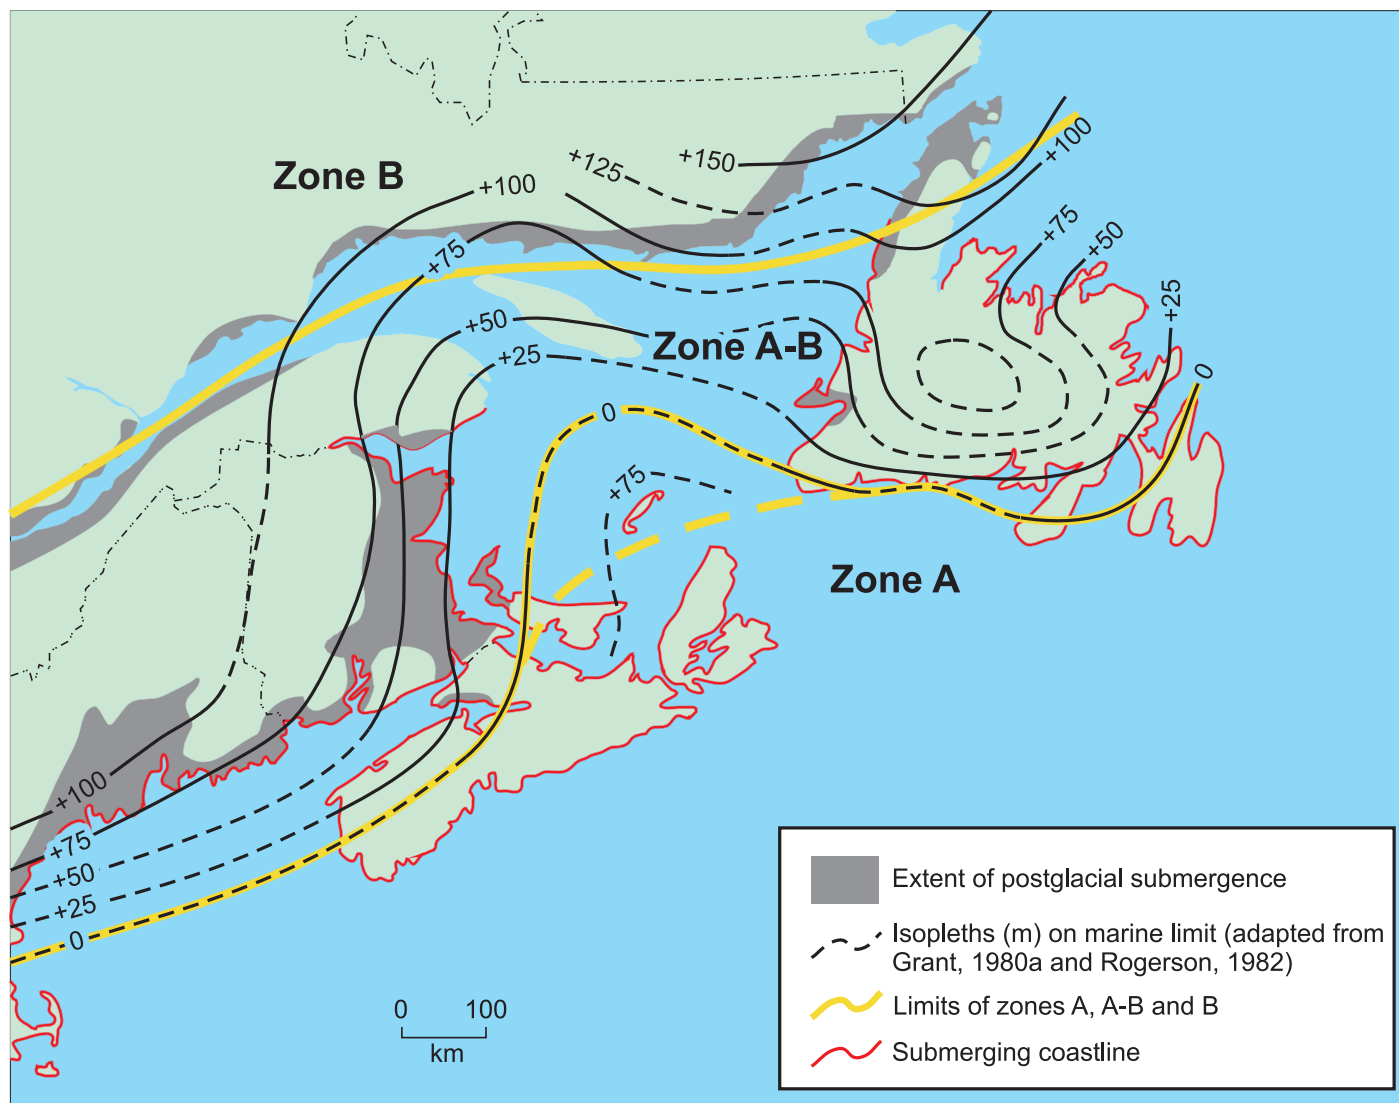 +150
+125
Zone B
+100
+100
+75
+50
+75
+25
+50
Zone A-B
+25
0
0
+75
Zone A
+100
+75
+50
+25
0
Extent of postglacial submergence
Isopleths (m) on marine limit (adapted from
Grant, 1980a and Rogerson, 1982)
Limits of zones A, A-B and B
Submerging coastline
0 100
km